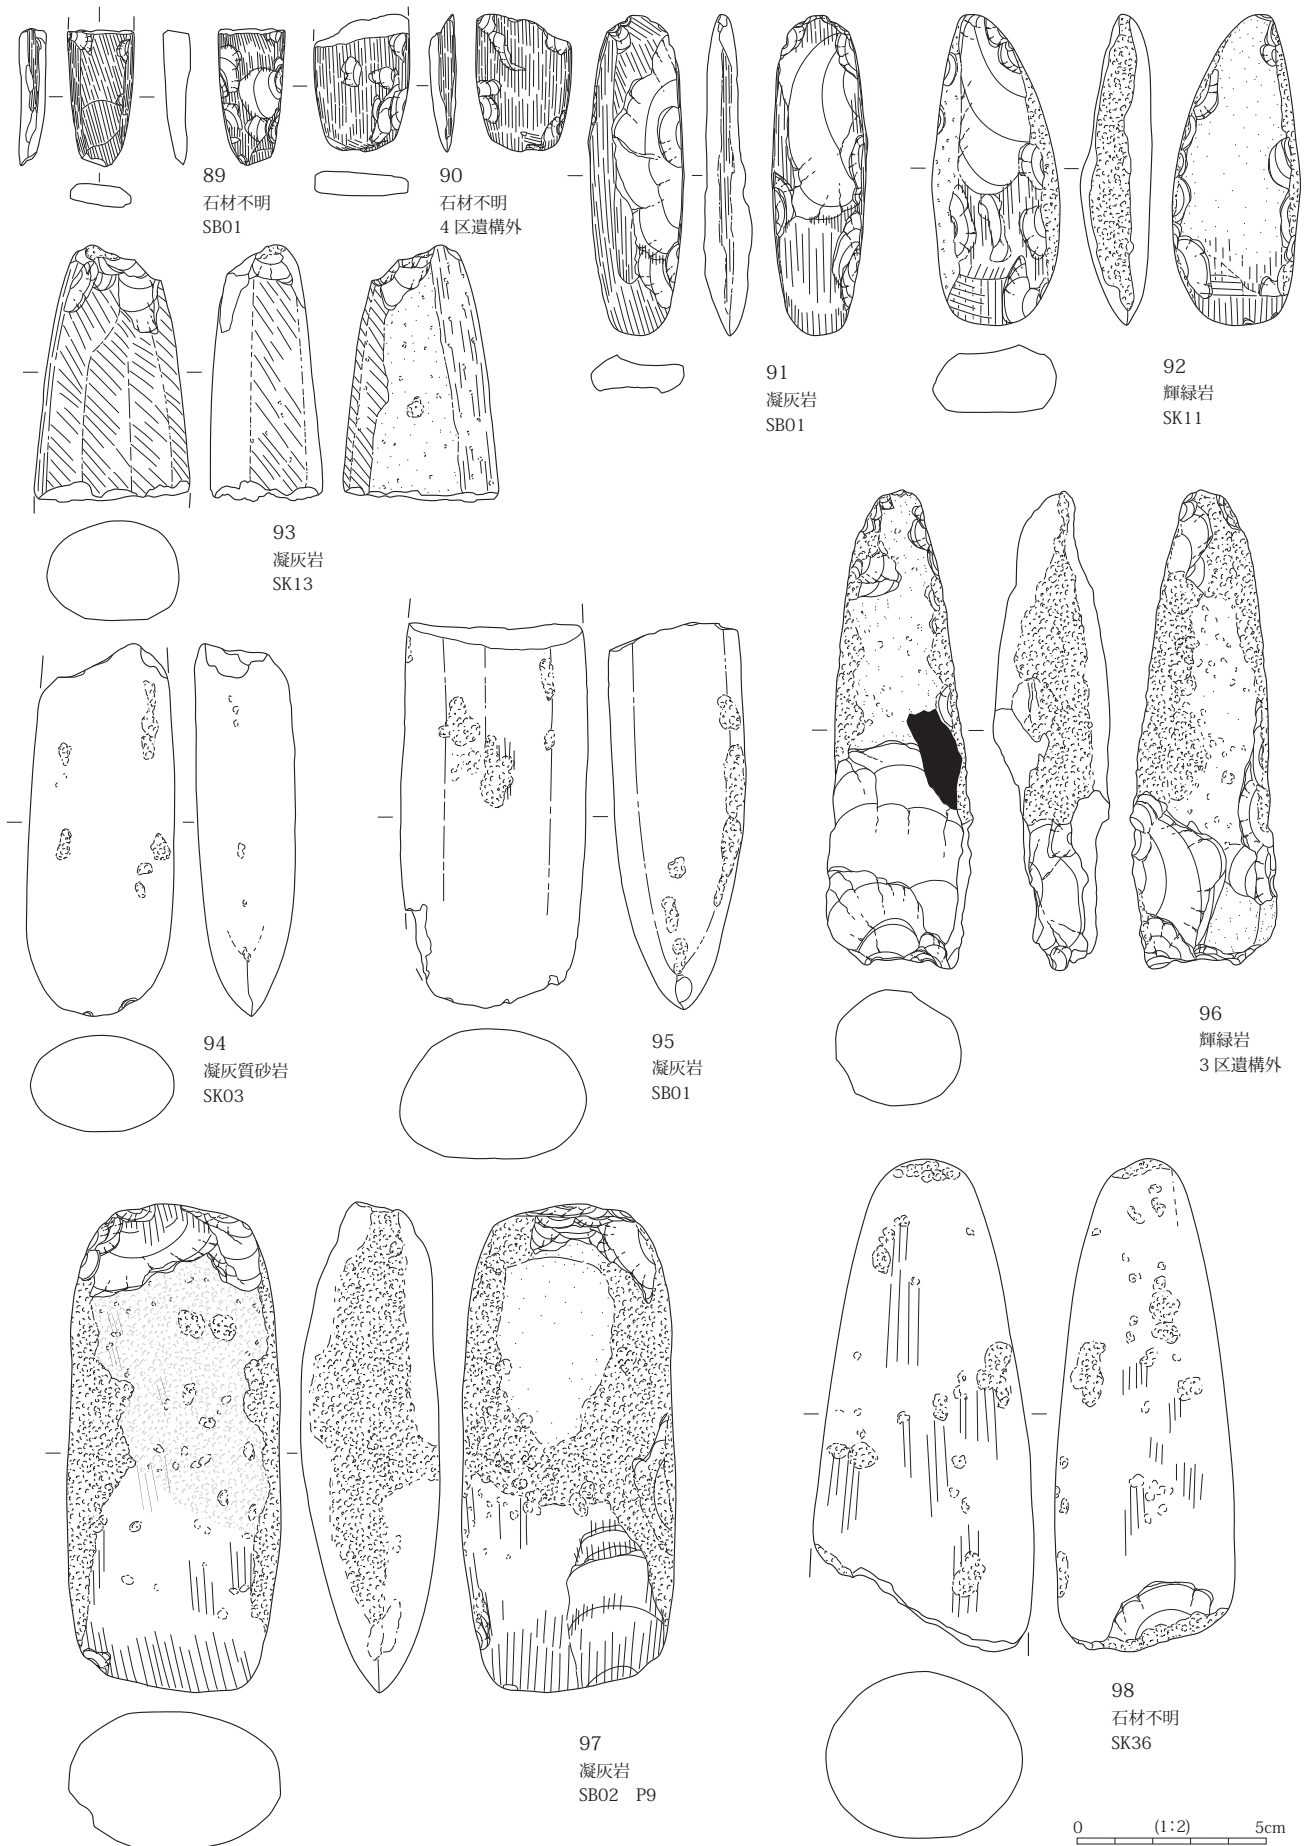 89
石材不明
SB01
90
石材不明
4区遺構外
91
凝灰岩
SB01
92
輝緑岩
SK11
93
凝灰岩
SK13
94
凝灰質砂岩
SK03
95
凝灰岩
SB01
96
輝緑岩
3区遺構外
97
凝灰岩
SB02 P9
98
石材不明
SK36
0 (1:2) 5cm